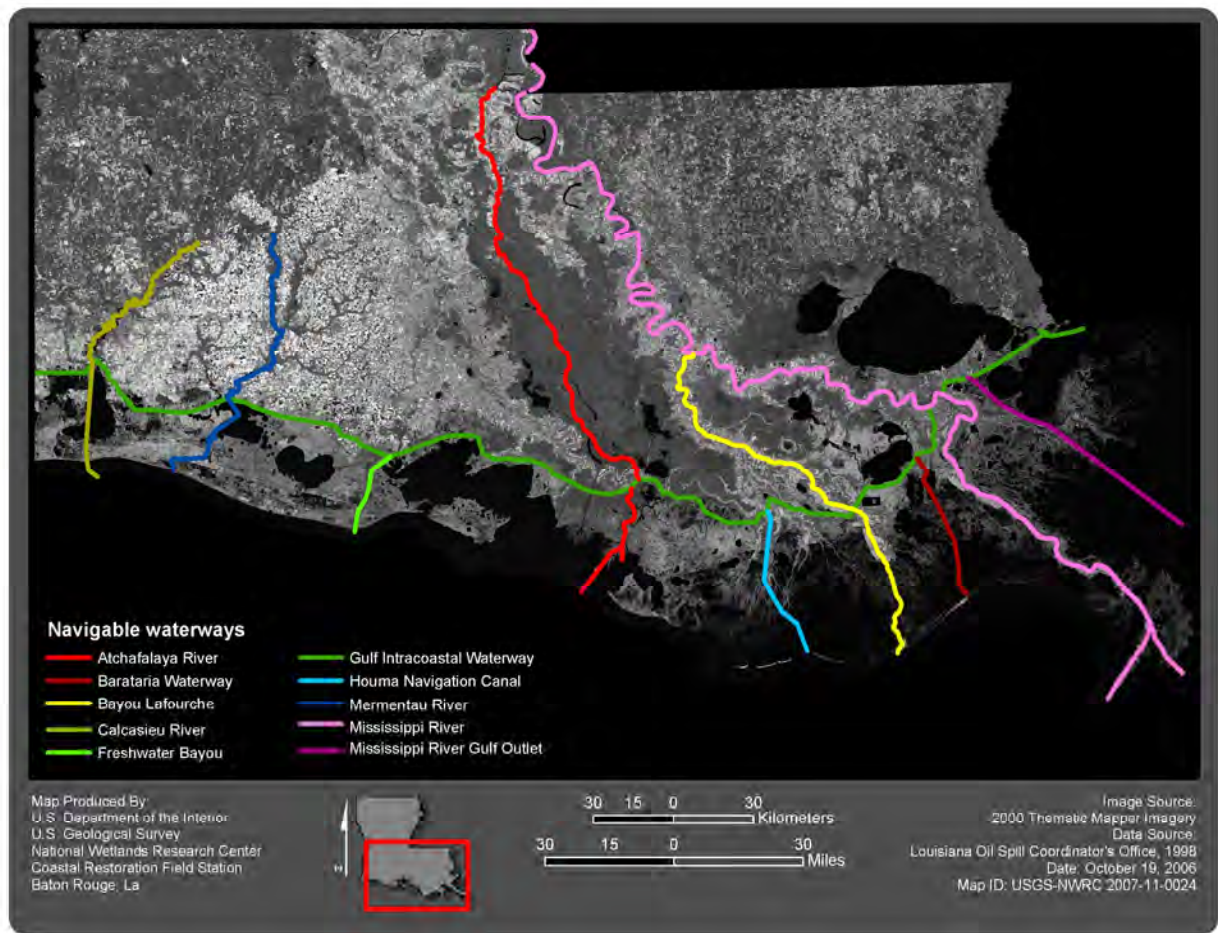 Navigable waterways
Atchafalaya River
Barataria Waterway
Bayou Lafourche
Calcasieu River
Freshwater Bayou
Gulf Intracoastal Waterway
Houma Navigation Canal
Mermentau River
Mississippi River
Mississippi River Gulf Outlet
Map Produced By:
U.S. Department of the Interior
U.S. Geological Survey
National Wetlands Research Center
Coastal Restoration Field Station
Baton Rouge, La
N
30 15 0 30
Kilometers
30 15 0 30
Miles
Image Source:
2000 Thematic Mapper Imagery
Data Source:
Louisiana Oil Spill Coordinator's Office, 1998
Date: October 19, 2006
Map ID: USGS-NWRC 2007-11-0024